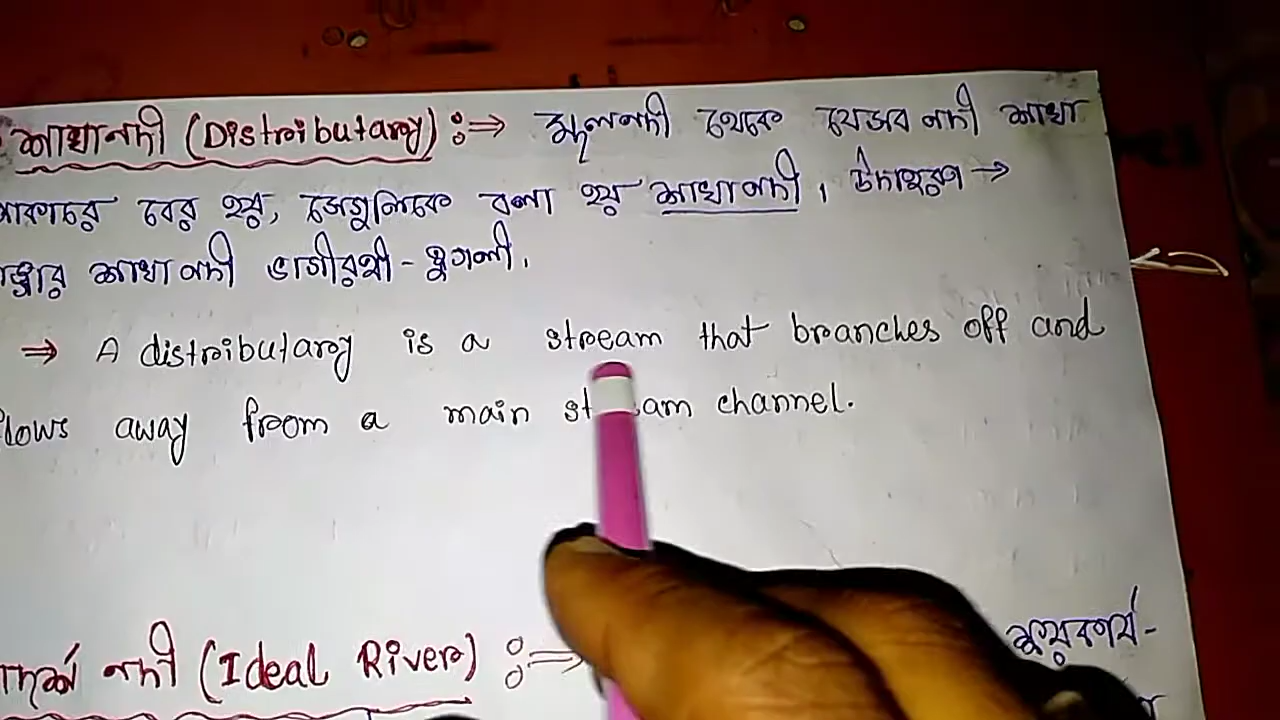 শাখানদী (Distributary) :⇒ মূলনদী থেকে যেসব নদী শাখা
আকারে বের হয়, সেগুলিকে বলা হয় শাখানদী। উদাহরণ →
শাখানদী ভাগীরথী - হুগলী।
⇒ A distributary is a stream that branches off and
flows away from a main stream channel.
নদী (Ideal River) :⇒ ক্ষয়কার্য-